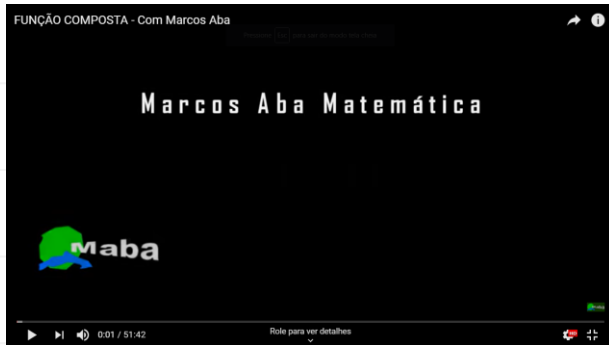 FUNÇÃO COMPOSTA - Com Marcos Aba
Marcos Aba Matemática
Maba
0:01 / 51:42
Role para ver detalhes